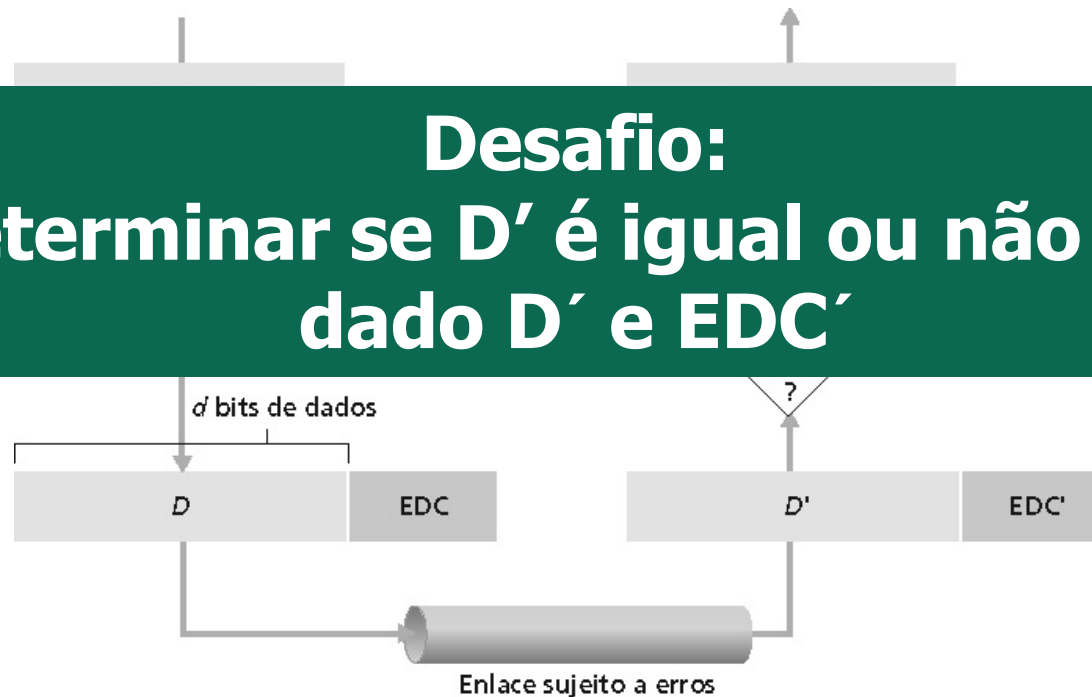 Desafio:
eterminar se D’ é igual ou não
dado D´ e EDC´
?
d bits de dados
D
EDC
D'
EDC'
Enlace sujeito a erros